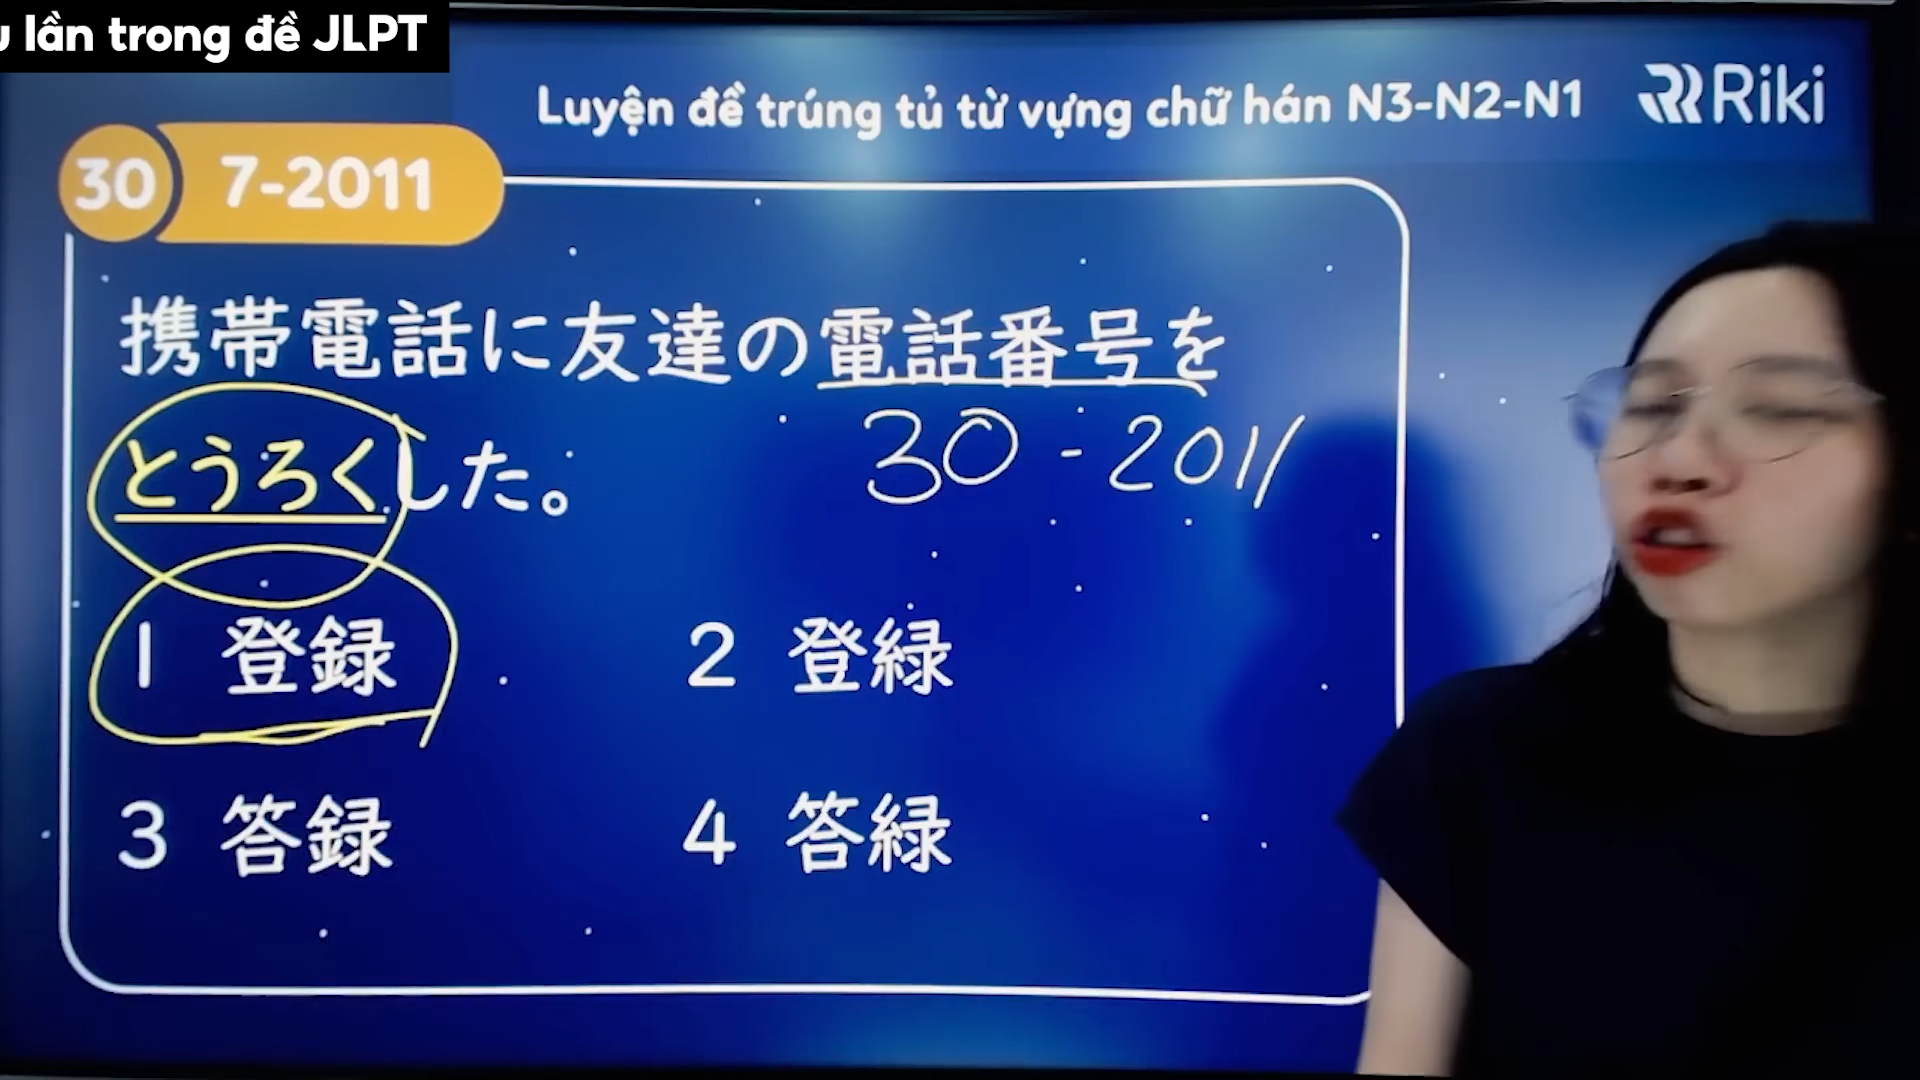 lần trong đề JLPT
Luyện đề trúng tủ từ vựng chữ hán N3-N2-N1
Riki
30 7-2011
携帯電話に友達の電話番号を
とうろくした。
30-2011
1 登録
2 登緑
3 答録
4 答緑